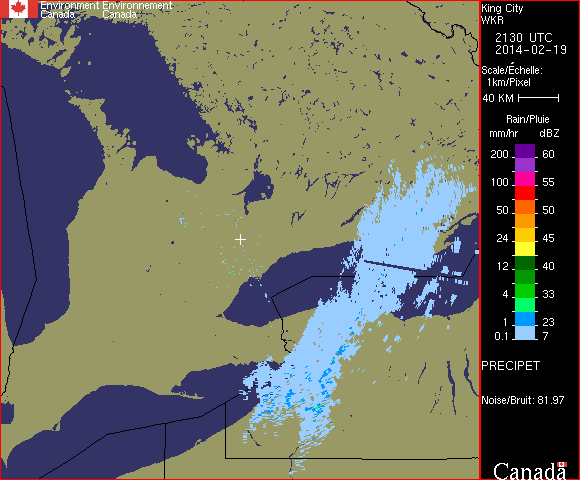 Environment Environnement
Canada Canada
King City
WKR
2130 UTC
2014-02-19
Scale/Échelle:
1km/Pixel
40 KM
Rain/Pluie
mm/hr dBZ
200 60
100 55
50 50
24 45
12 40
4 33
1 23
0.1 7
PRECIPET
Noise/Bruit: 81.97
Canada